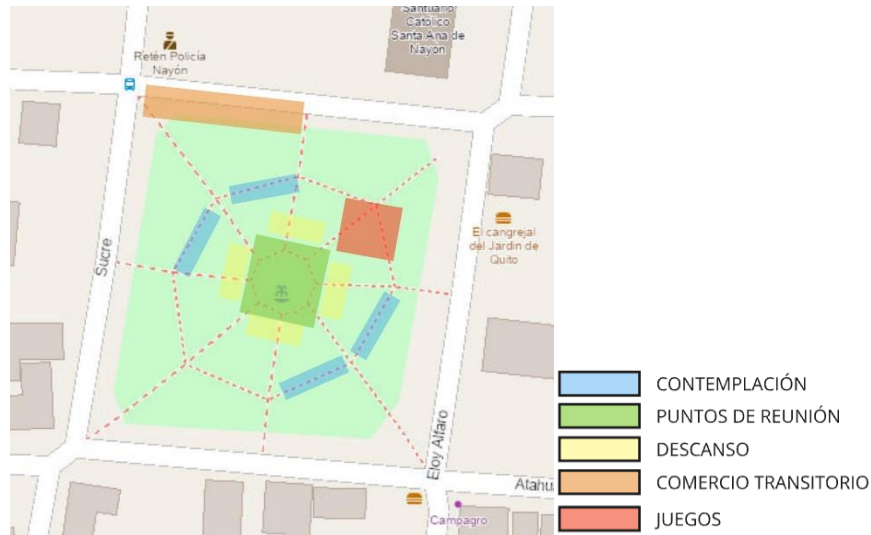 Santuario
Católico
Santa Ana de
Nayón
Retén Policía
Nayón
Sucre
El cangrejal
del Jardin de
Quito
Eloy Alfaro
Atahu
Campagro
CONTEMPLACIÓN
PUNTOS DE REUNIÓN
DESCANSO
COMERCIO TRANSITORIO
JUEGOS